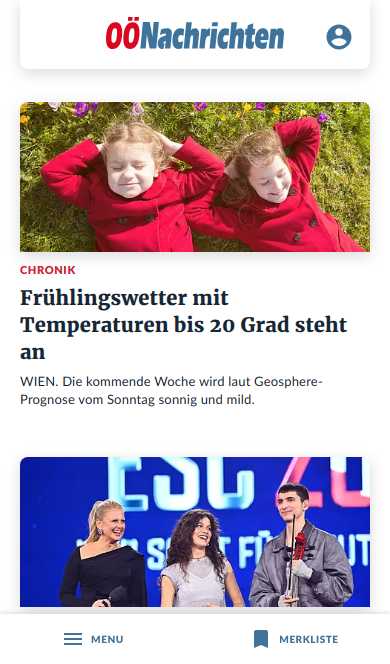 OÖNachrichten
CHRONIK
Frühlingswetter mit
Temperaturen bis 20 Grad steht
an
WIEN. Die kommende Woche wird laut Geosphere-
Prognose vom Sonntag sonnig und mild.
ESC 20
MENU
MERKLISTE